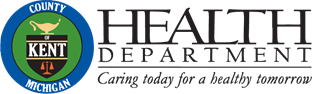 COUNTY
OF
KENT
MICHIGAN
HEALTH
DEPARTMENT
Caring today for a healthy tomorrow